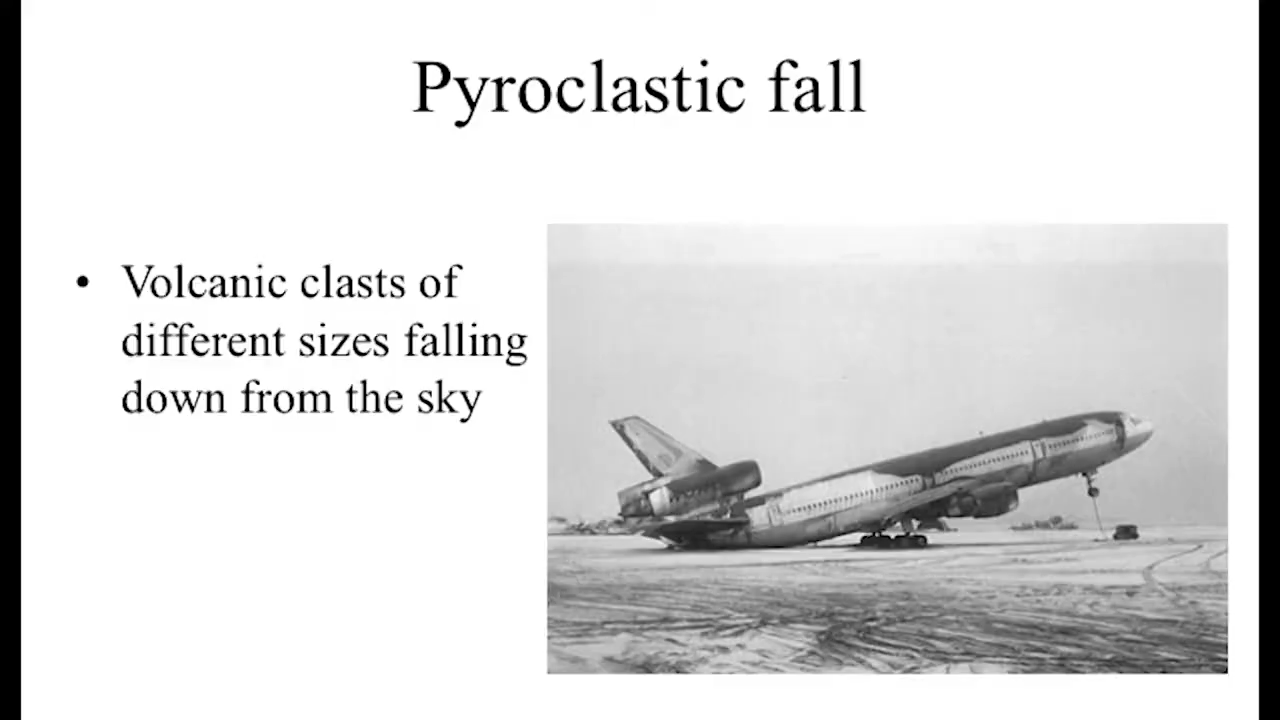 Pyroclastic fall
• Volcanic clasts of
different sizes falling
down from the sky